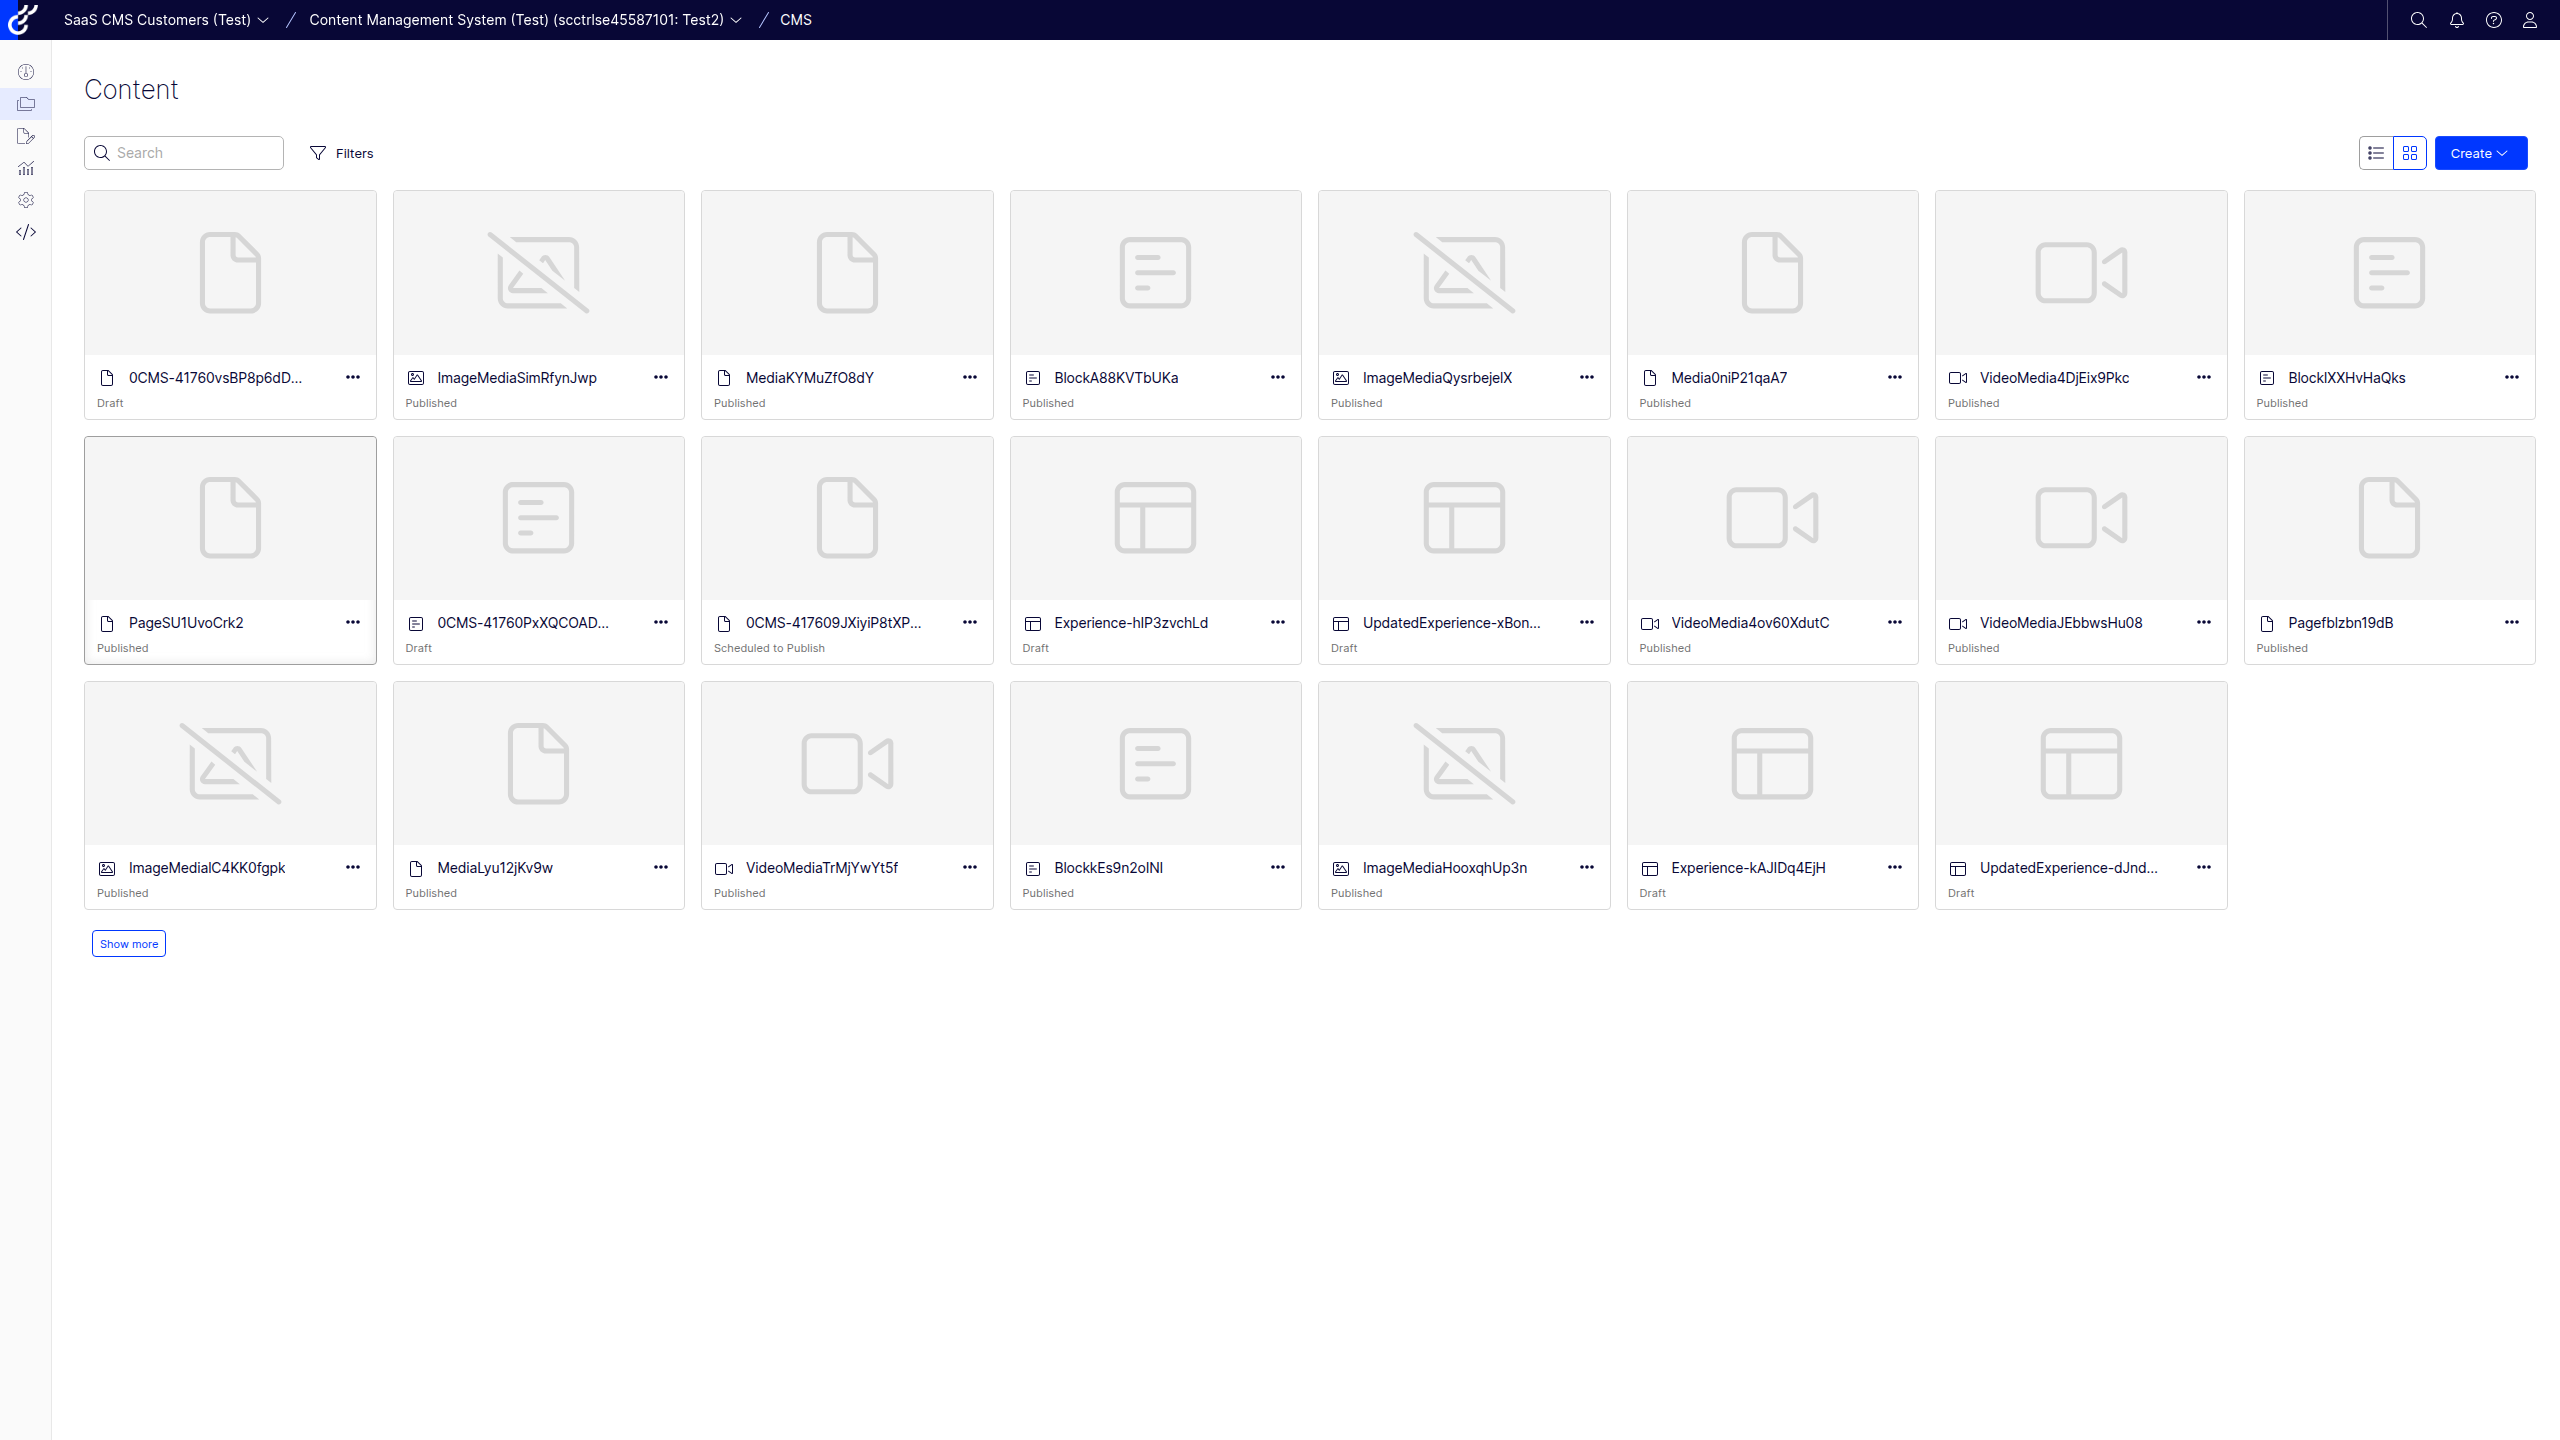 SaaS CMS Customers (Test) / Content Management System (Test) (scctrlse45587101: Test2) / CMS
Content
Search
Filters
Create
0CMS-41760vsBP8p6dD...
Draft
ImageMediaSimRfynJwp
Published
MediaKYMuZfO8dY
Published
BlockA88KVTbUKa
Published
ImageMediaQysrbejelX
Published
Media0niP21qaA7
Published
VideoMedia4DjEix9Pkc
Published
BlockIXXHvHaQks
Published
PageSU1UvoCrk2
Published
0CMS-41760PxXQCOAD...
Draft
0CMS-417609JXiyiP8tXP...
Scheduled to Publish
Experience-hIP3zvchLd
Draft
UpdatedExperience-xBon...
Draft
VideoMedia4ov60XdutC
Published
VideoMediaJEbbwsHu08
Published
Pagefblzbn19dB
Published
ImageMediaIC4KK0fgpk
Published
MediaLyu12jKv9w
Published
VideoMediaTrMjYwYt5f
Published
BlockkEs9n2oINl
Published
ImageMediaHooxqhUp3n
Published
Experience-kAJIDq4EjH
Draft
UpdatedExperience-dJnd...
Draft
Show more